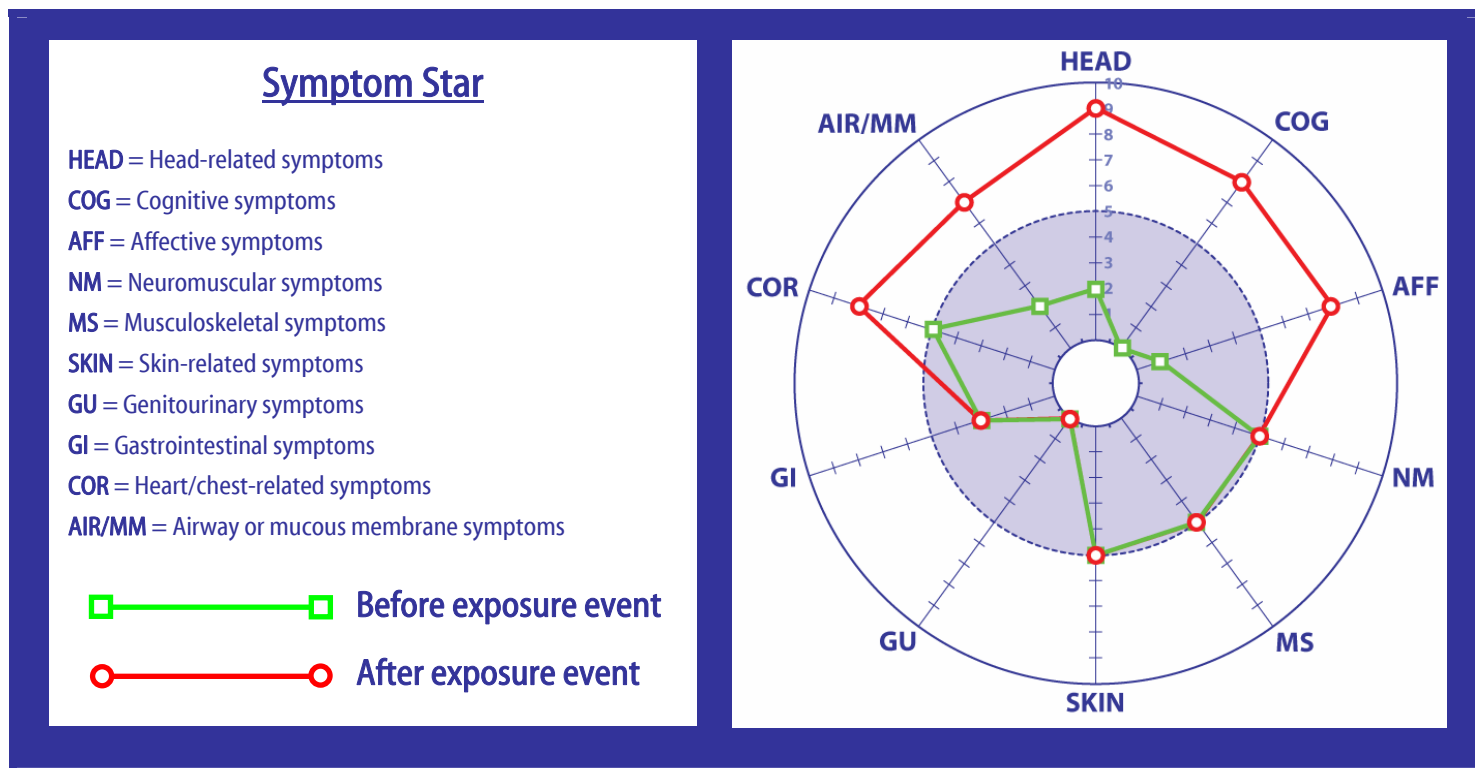 Symptom Star
HEAD = Head-related symptoms
COG = Cognitive symptoms
AFF = Affective symptoms
NM = Neuromuscular symptoms
MS = Musculoskeletal symptoms
SKIN = Skin-related symptoms
GU = Genitourinary symptoms
GI = Gastrointestinal symptoms
COR = Heart/chest-related symptoms
AIR/MM = Airway or mucous membrane symptoms
Before exposure event
After exposure event
HEAD
10
9
8
7
6
5
4
3
2
1
COG
AFF
NM
MS
SKIN
GU
GI
COR
AIR/MM